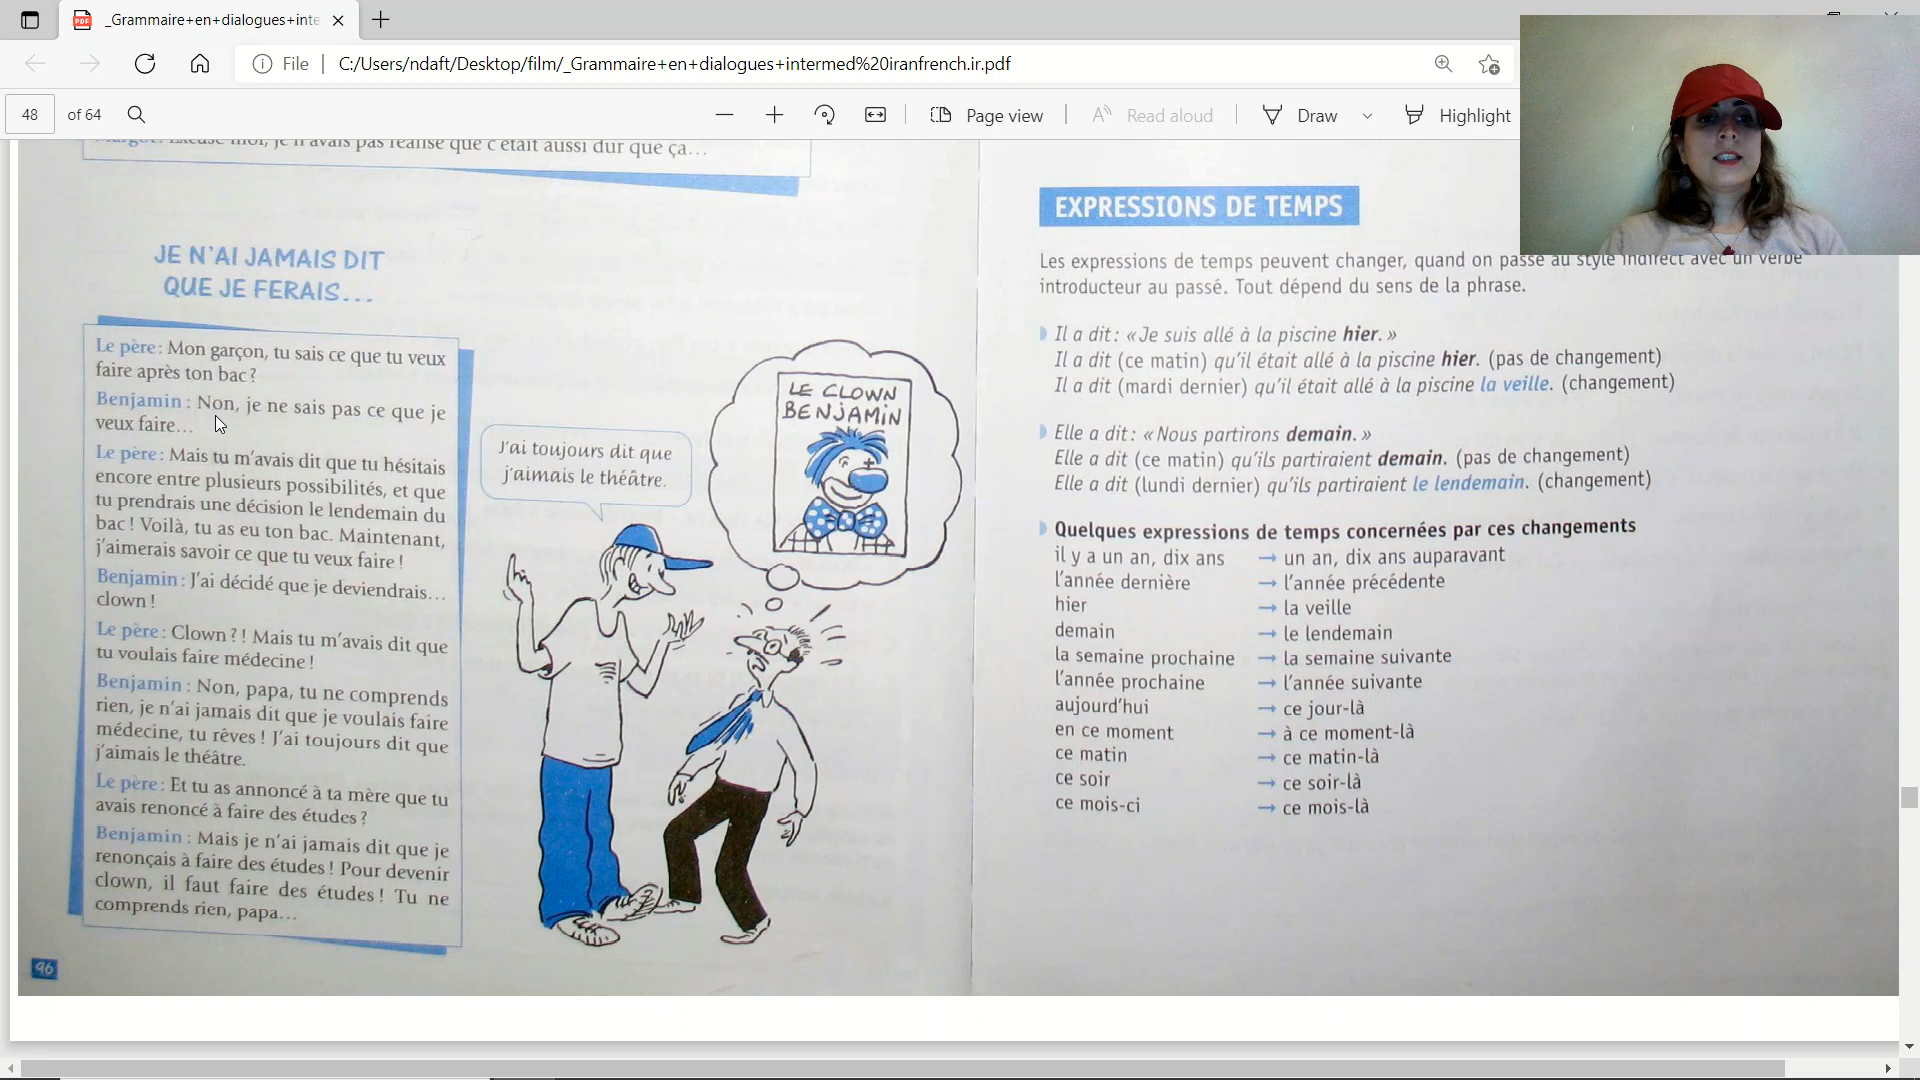 _Grammaire+en+dialogues+inte
File
C:/Users/ndaft/Desktop/film/_Grammaire+en+dialogues+intermed%20iranfrench.ir.pdf
48
of 64
Page view
Read aloud
Draw
Highlight
Margot: Excuse-moi, je n'avais pas réalisé que c'était aussi dur que ça…
JE N'AI JAMAIS DIT
QUE JE FERAIS…
Le père : Mon garçon, tu sais ce que tu veux
faire après ton bac ?
Benjamin : Non, je ne sais pas ce que je
veux faire…
Le père : Mais tu m'avais dit que tu hésitais
encore entre plusieurs possibilités, et que
tu prendrais une décision le lendemain du
bac ! Voilà, tu as eu ton bac. Maintenant,
j'aimerais savoir ce que tu veux faire !
Benjamin : J'ai décidé que je deviendrais…
clown !
Le père : Clown ? ! Mais tu m'avais dit que
tu voulais faire médecine !
Benjamin : Non, papa, tu ne comprends
rien, je n'ai jamais dit que je voulais faire
médecine, tu rêves ! J'ai toujours dit que
j'aimais le théâtre.
Le père : Et tu as annoncé à ta mère que tu
avais renoncé à faire des études ?
Benjamin : Mais je n'ai jamais dit que je
renonçais à faire des études ! Pour devenir
clown, il faut faire des études ! Tu ne
comprends rien, papa…
J'ai toujours dit que
j'aimais le théâtre.
LE CLOWN
BENJAMIN
96
EXPRESSIONS DE TEMPS
Les expressions de temps peuvent changer, quand on passe au style indirect avec un verbe
introducteur au passé. Tout dépend du sens de la phrase.
Il a dit : « Je suis allé à la piscine hier. »
Il a dit (ce matin) qu'il était allé à la piscine hier. (pas de changement)
Il a dit (mardi dernier) qu'il était allé à la piscine la veille. (changement)
Elle a dit : « Nous partirons demain. »
Elle a dit (ce matin) qu'ils partiraient demain. (pas de changement)
Elle a dit (lundi dernier) qu'ils partiraient le lendemain. (changement)
Quelques expressions de temps concernées par ces changements
il y a un an, dix ans → un an, dix ans auparavant
l'année dernière → l'année précédente
hier → la veille
demain → le lendemain
la semaine prochaine → la semaine suivante
l'année prochaine → l'année suivante
aujourd'hui → ce jour-là
en ce moment → à ce moment-là
ce matin → ce matin-là
ce soir → ce soir-là
ce mois-ci → ce mois-là